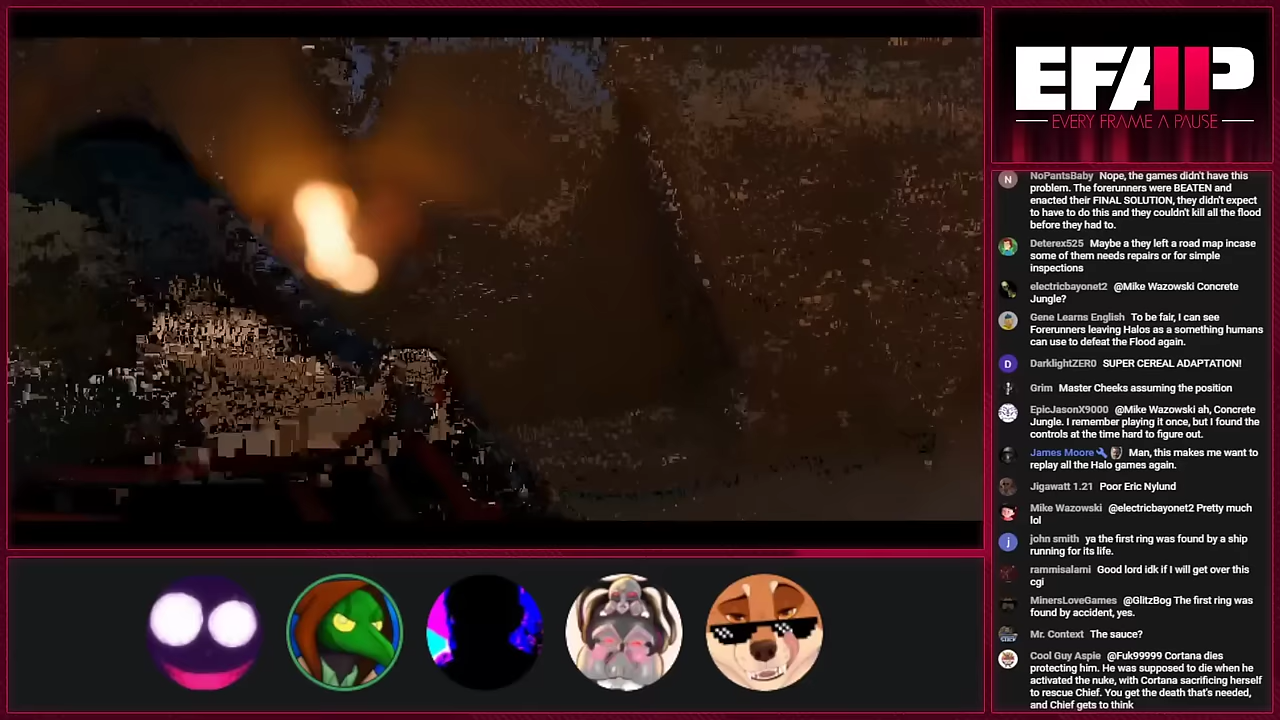 EFAP
EVERY FRAME A PAUSE
N
NoPantsBaby Nope, the games didn't have this
problem. The forerunners were BEATEN and
enacted their FINAL SOLUTION, they didn't expect
to have to do this and they couldn't kill all the flood
before they had to.
Deterex525 Maybe a they left a road map incase
some of them needs repairs or for simple
inspections
electricbayonet2 @Mike Wazowski Concrete
Jungle?
Gene Learns English To be fair, I can see
Forerunners leaving Halos as a something humans
can use to defeat the Flood again.
D
DarklightZER0 SUPER CEREAL ADAPTATION!
Grim Master Cheeks assuming the position
EpicJasonX9000 @Mike Wazowski ah, Concrete
Jungle. I remember playing it once, but I found the
controls at the time hard to figure out.
James Moore Man, this makes me want to
replay all the Halo games again.
Jigawatt 1.21 Poor Eric Nylund
Mike Wazowski @electricbayonet2 Pretty much
lol
j
john smith ya the first ring was found by a ship
running for its life.
rammisalami Good lord idk if I will get over this
cgi
MinersLoveGames @GlitzBog The first ring was
found by accident, yes.
Mr. Context The sauce?
Cool Guy Aspie @Fuk99999 Cortana dies
protecting him. He was supposed to die when he
activated the nuke, with Cortana sacrificing herself
to rescue Chief. You get the death that's needed,
and Chief gets to think